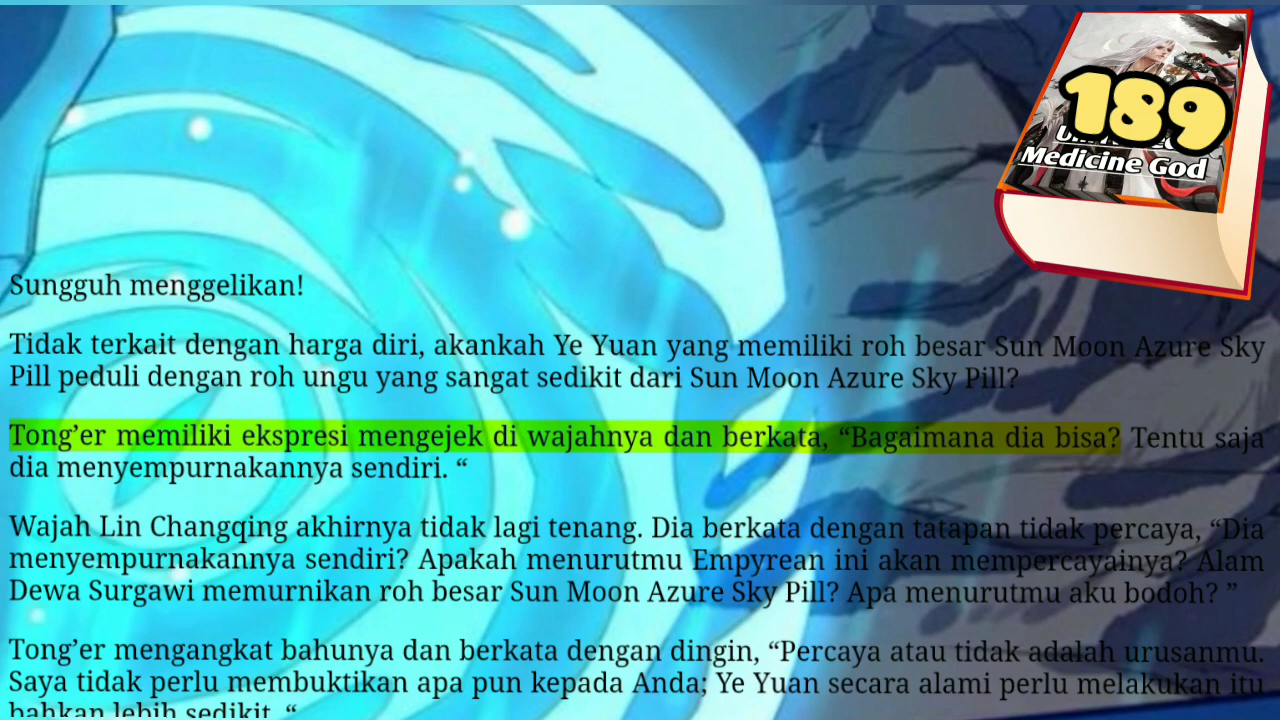 189
Medicine God
Sungguh menggelikan!
Tidak terkait dengan harga diri, akankah Ye Yuan yang memiliki roh besar Sun Moon Azure Sky
Pill peduli dengan roh ungu yang sangat sedikit dari Sun Moon Azure Sky Pill?
Tong’er memiliki ekspresi mengejek di wajahnya dan berkata, “Bagaimana dia bisa? Tentu saja
dia menyempurnakannya sendiri. “
Wajah Lin Changqing akhirnya tidak lagi tenang. Dia berkata dengan tatapan tidak percaya, “Dia
menyempurnakannya sendiri? Apakah menurutmu Empyrean ini akan mempercayainya? Alam
Dewa Surgawi memurnikan roh besar Sun Moon Azure Sky Pill? Apa menurutmu aku bodoh? ”
Tong’er mengangkat bahunya dan berkata dengan dingin, “Percaya atau tidak adalah urusanmu.
Saya tidak perlu membuktikan apa pun kepada Anda; Ye Yuan secara alami perlu melakukan itu
bahkan lebih sedikit. “